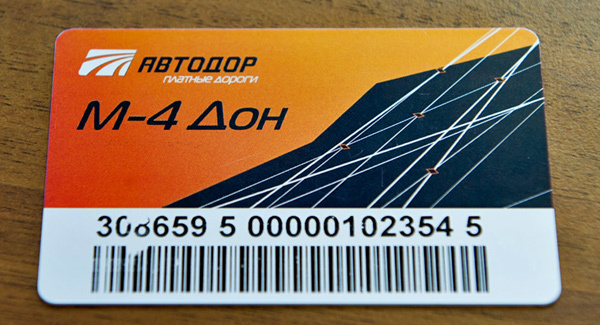 АВТОДОР
ПЛАТНЫЕ ДОРОГИ
М-4 Дон
308659 5 00000102354 5